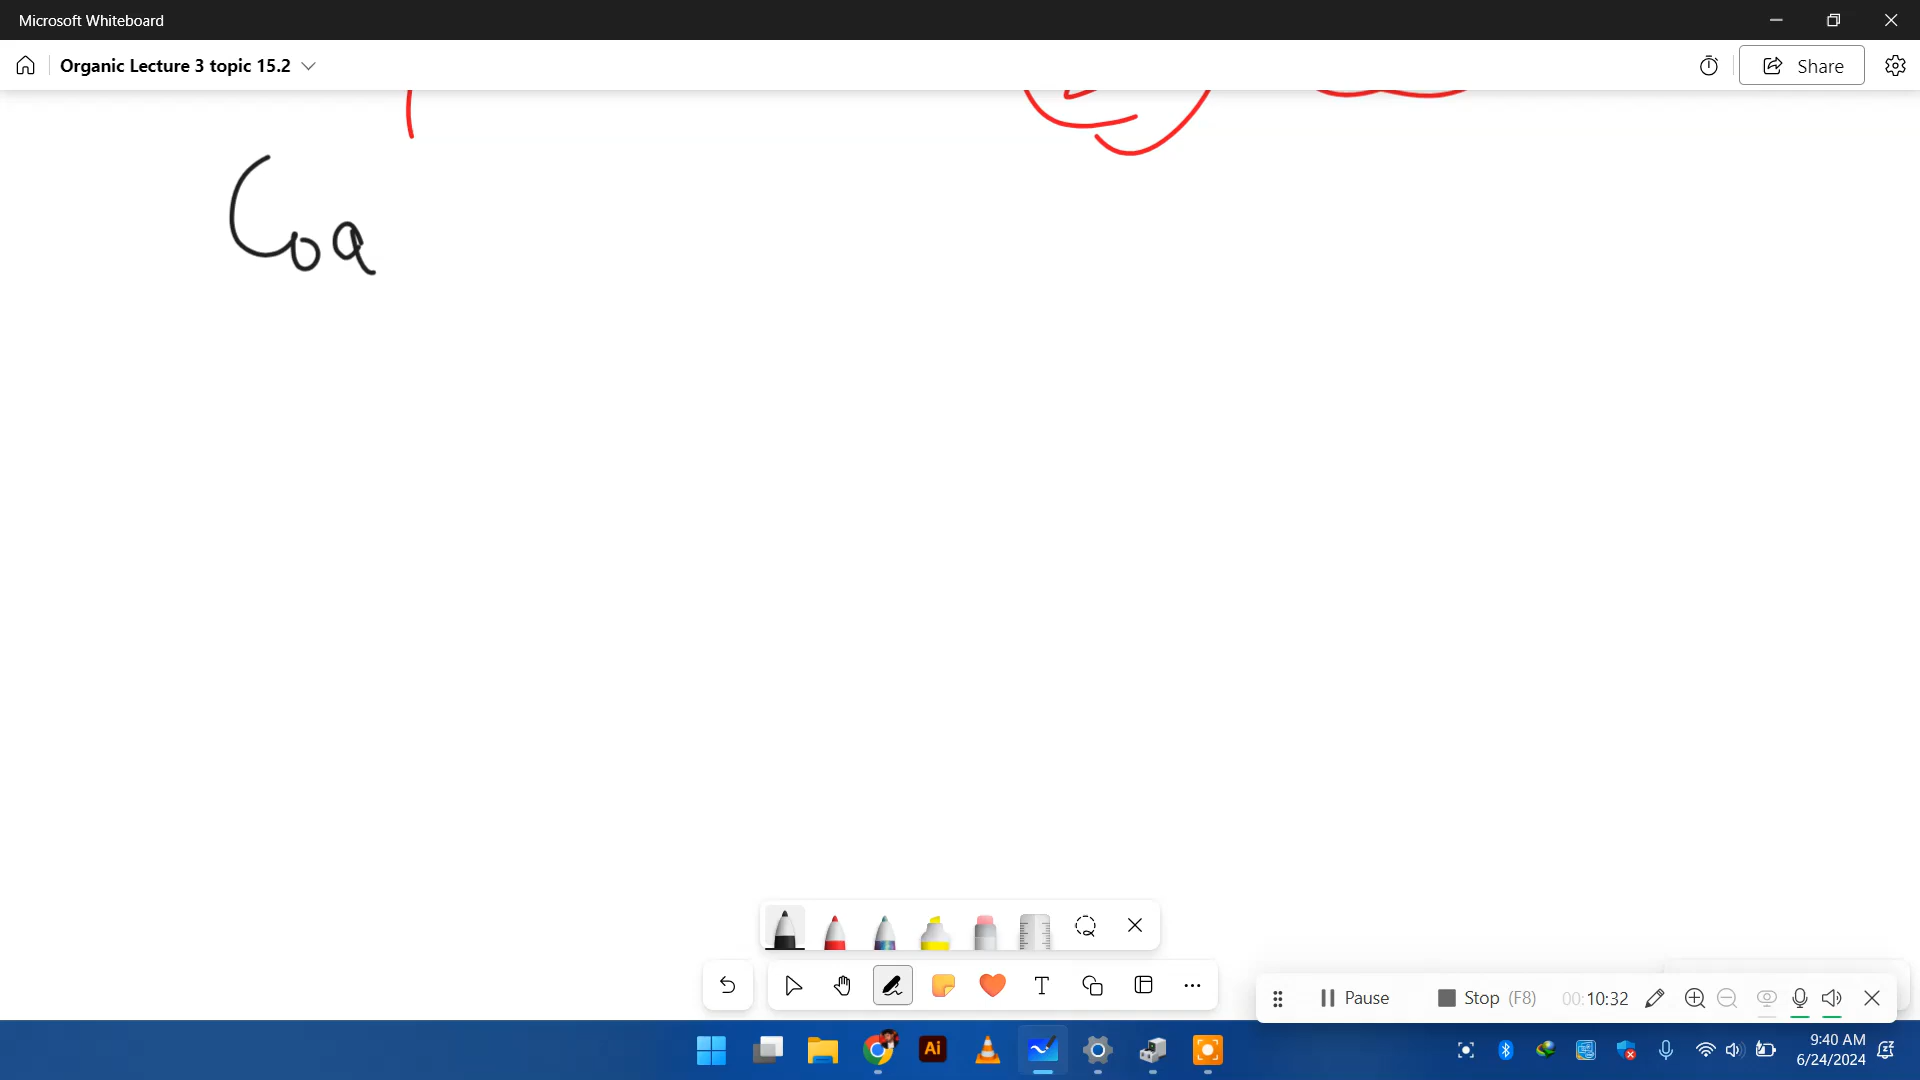 Microsoft Whiteboard
Organic Lecture 3 topic 15.2
Share
Coa
Pause
Stop (F8)
00:10:32
Ai
9:40 AM
6/24/2024